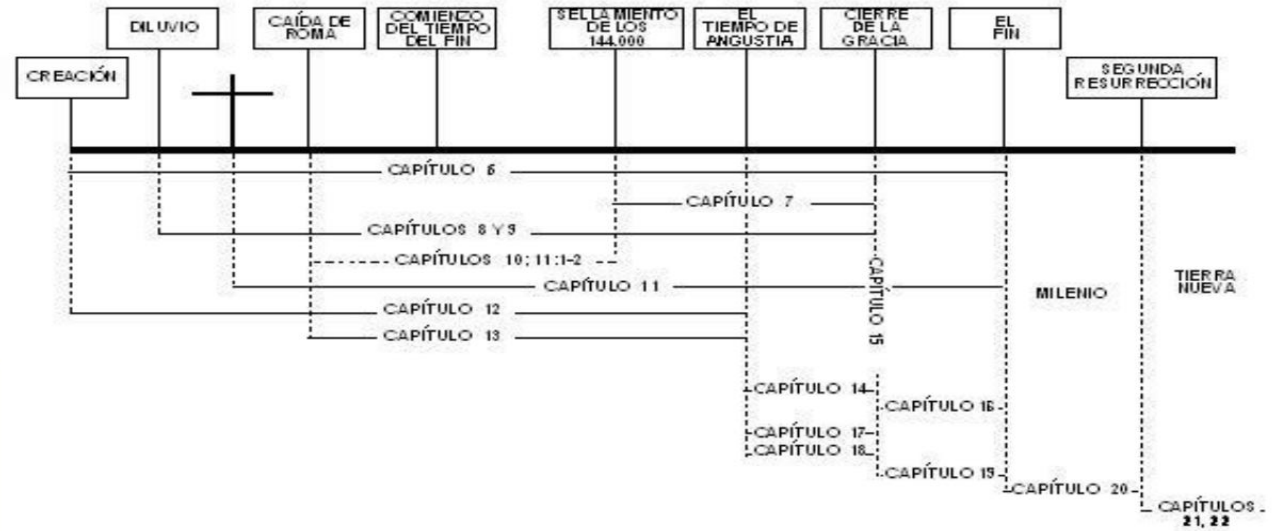 CREACIÓN
DILUVIO
CAÍDA DE
ROMA
COMIENZO
DEL TIEMPO
DEL FIN
SELLAMIENTO
DE LOS
144.000
EL
TIEMPO DE
ANGUSTIA
CIERRE
DE LA
GRACIA
EL
FIN
SEGUNDA
RESURRECCIÓN
CAPÍTULO 6
CAPÍTULO 7
CAPÍTULOS 8 Y 9
CAPÍTULOS 10; 11:1-2
CAPÍTULO 11
CAPÍTULO 12
CAPÍTULO 13
CAPÍTULO 15
MILENIO
TIERRA
NUEVA
CAPÍTULO 14
CAPÍTULO 16
CAPÍTULO 17
CAPÍTULO 18
CAPÍTULO 19
CAPÍTULO 20
CAPÍTULOS
21, 22